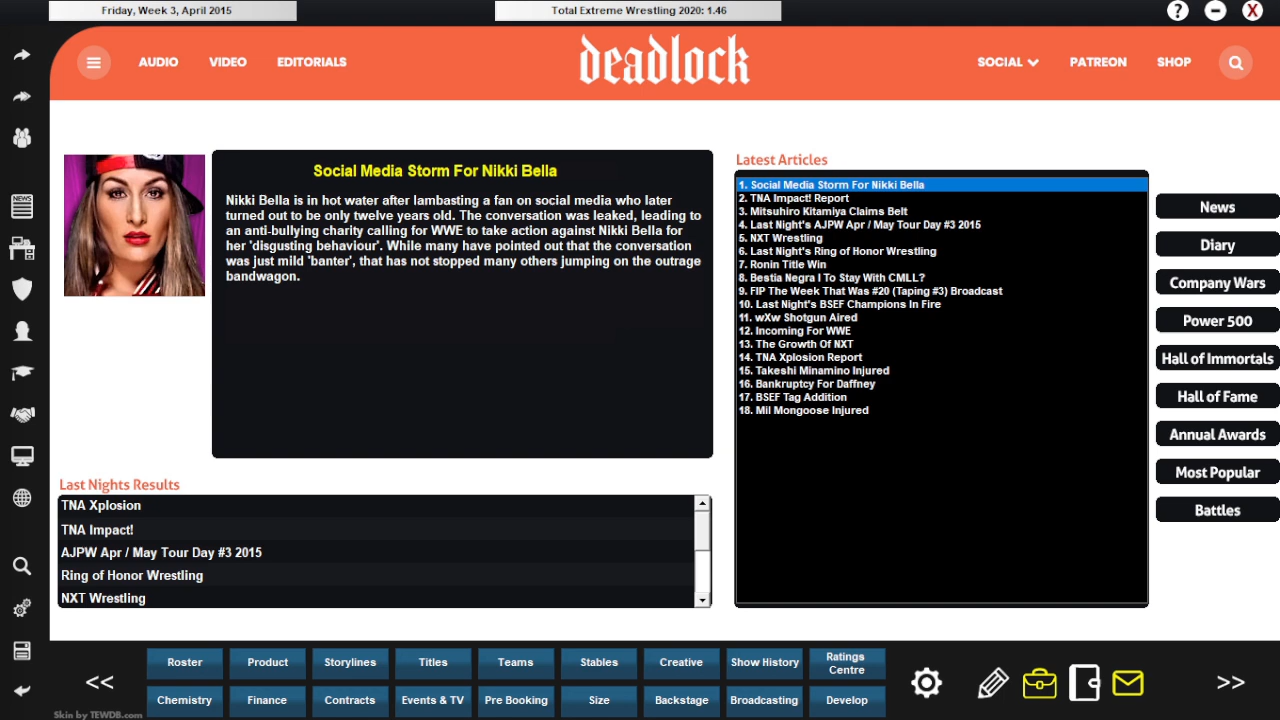 Friday, Week 3, April 2015
Total Extreme Wrestling 2020: 1.46
?
X
AUDIO
VIDEO
EDITORIALS
deadlock
SOCIAL
PATREON
SHOP
Social Media Storm For Nikki Bella
Nikki Bella is in hot water after lambasting a fan on social media who later
turned out to be only twelve years old. The conversation was leaked, leading to
an anti-bullying charity calling for WWE to take action against Nikki Bella for
her 'disgusting behaviour'. While many have pointed out that the conversation
was just mild 'banter', that has not stopped many others jumping on the outrage
bandwagon.
Latest Articles
1. Social Media Storm For Nikki Bella
2. TNA Impact! Report
3. Mitsuhiro Kitamiya Claims Belt
4. Last Night's AJPW Apr / May Tour Day #3 2015
5. NXT Wrestling
6. Last Night's Ring of Honor Wrestling
7. Ronin Title Win
8. Bestia Negra I To Stay With CMLL?
9. FIP The Week That Was #20 (Taping #3) Broadcast
10. Last Night's BSEF Champions In Fire
11. wXw Shotgun Aired
12. Incoming For WWE
13. The Growth Of NXT
14. TNA Xplosion Report
15. Takeshi Minamino Injured
16. Bankruptcy For Daffney
17. BSEF Tag Addition
18. Mil Mongoose Injured
News
Diary
Company Wars
Power 500
Hall of Immortals
Hall of Fame
Annual Awards
Most Popular
Battles
NEWS
Last Nights Results
TNA Xplosion
TNA Impact!
AJPW Apr / May Tour Day #3 2015
Ring of Honor Wrestling
NXT Wrestling
<<
Roster
Product
Storylines
Titles
Teams
Stables
Creative
Show History
Ratings
Centre
Chemistry
Finance
Contracts
Events & TV
Pre Booking
Size
Backstage
Broadcasting
Develop
>>
Skin by TEWDB.com